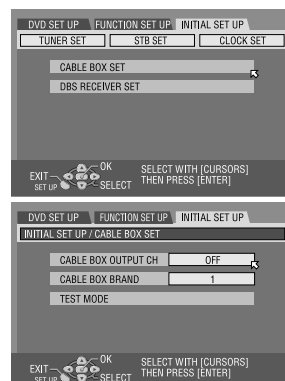 DVD SET UP FUNCTION SET UP INITIAL SET UP
TUNER SET STB SET CLOCK SET
CABLE BOX SET
DBS RECEIVER SET
OK
EXIT
SET UP
SELECT
SELECT WITH [CURSORS]
THEN PRESS [ENTER]
DVD SET UP FUNCTION SET UP INITIAL SET UP
INITIAL SET UP / CABLE BOX SET
CABLE BOX OUTPUT CH OFF
CABLE BOX BRAND 1
TEST MODE
OK
EXIT
SET UP
SELECT
SELECT WITH [CURSORS]
THEN PRESS [ENTER]